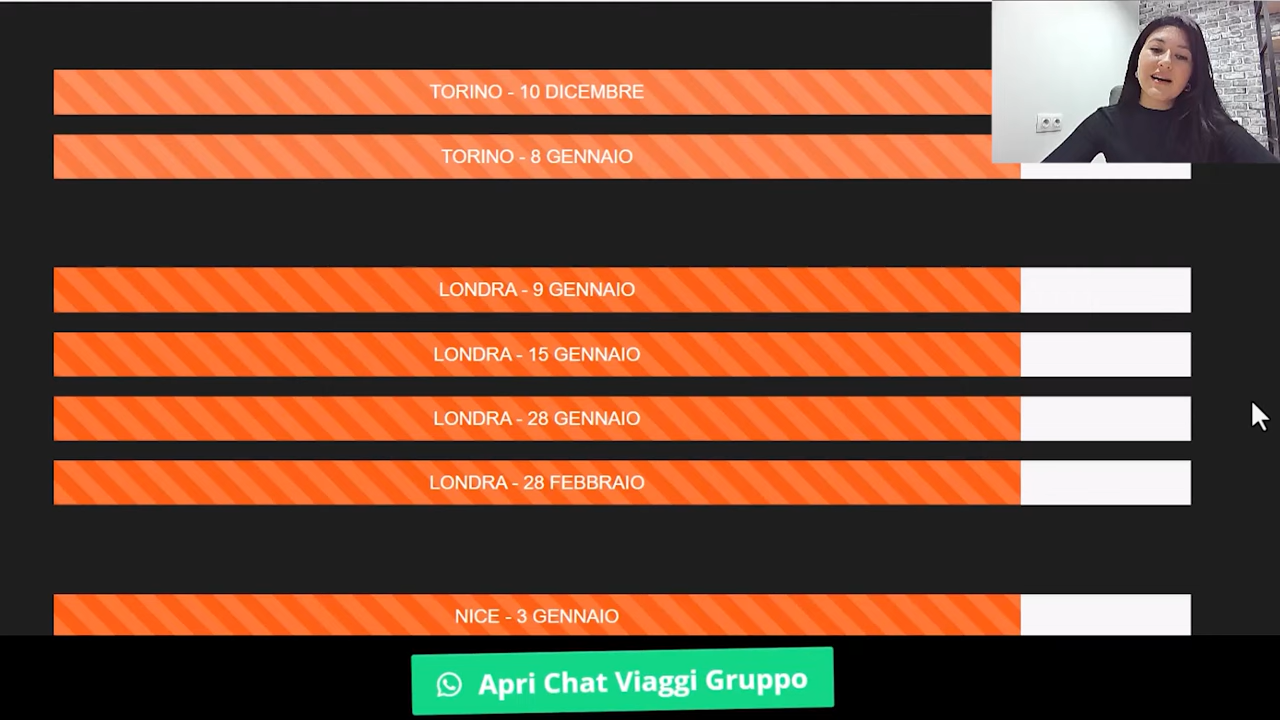 TORINO - 10 DICEMBRE
TORINO - 8 GENNAIO
LONDRA - 9 GENNAIO
LONDRA - 15 GENNAIO
LONDRA - 28 GENNAIO
LONDRA - 28 FEBBRAIO
NICE - 3 GENNAIO
Apri Chat Viaggi Gruppo